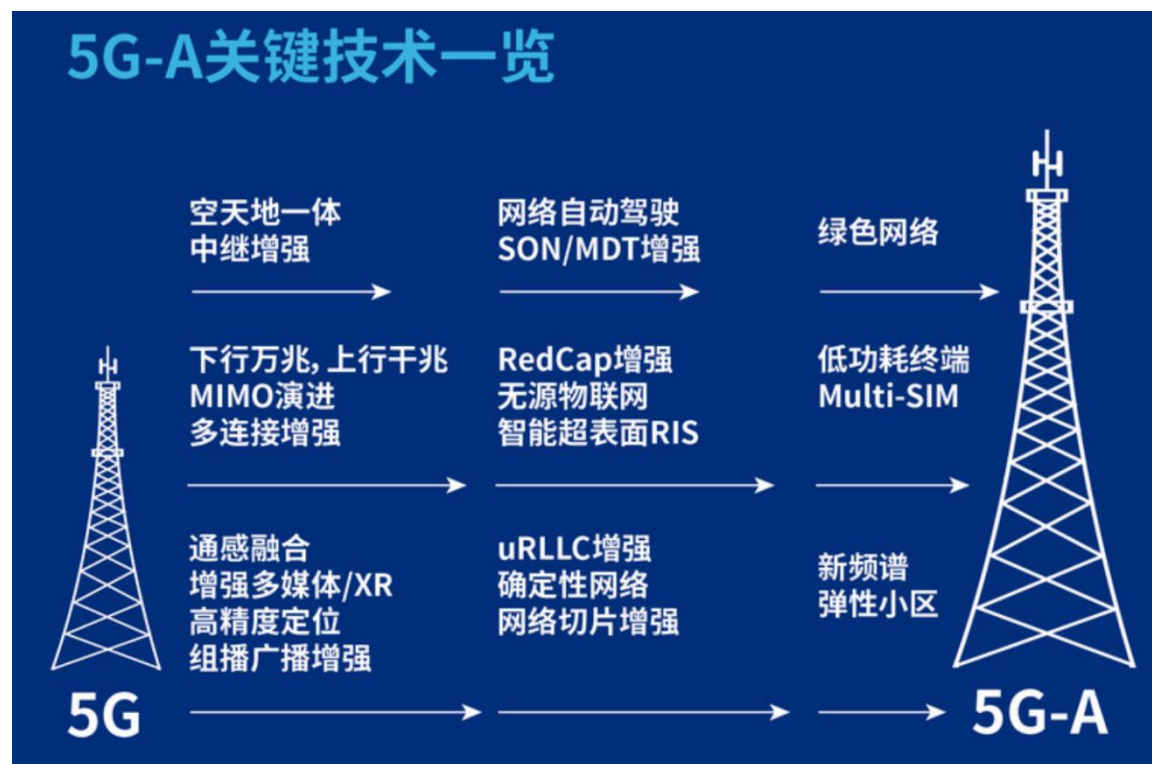 5G-A关键技术一览
空天地一体
中继增强
网络自动驾驶
SON/MDT增强
绿色网络
下行万兆, 上行干兆
MIMO演进
多连接增强
RedCap增强
无源物联网
智能超表面RIS
低功耗终端
Multi-SIM
通感融合
增强多媒体/XR
高精度定位
组播广播增强
uRLLC增强
确定性网络
网络切片增强
新频谱
弹性小区
5G
5G-A